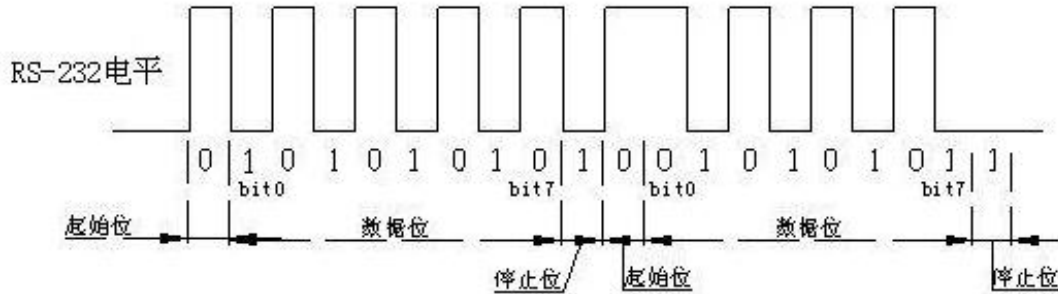 RS-232电平
0 1 0 1 0 1 0 1 0 1 0 0 1 0 1 0 1 0 1 1
bit0 bit7 bit0 bit7
起始位 数据位 数据位
停止位 起始位 停止位